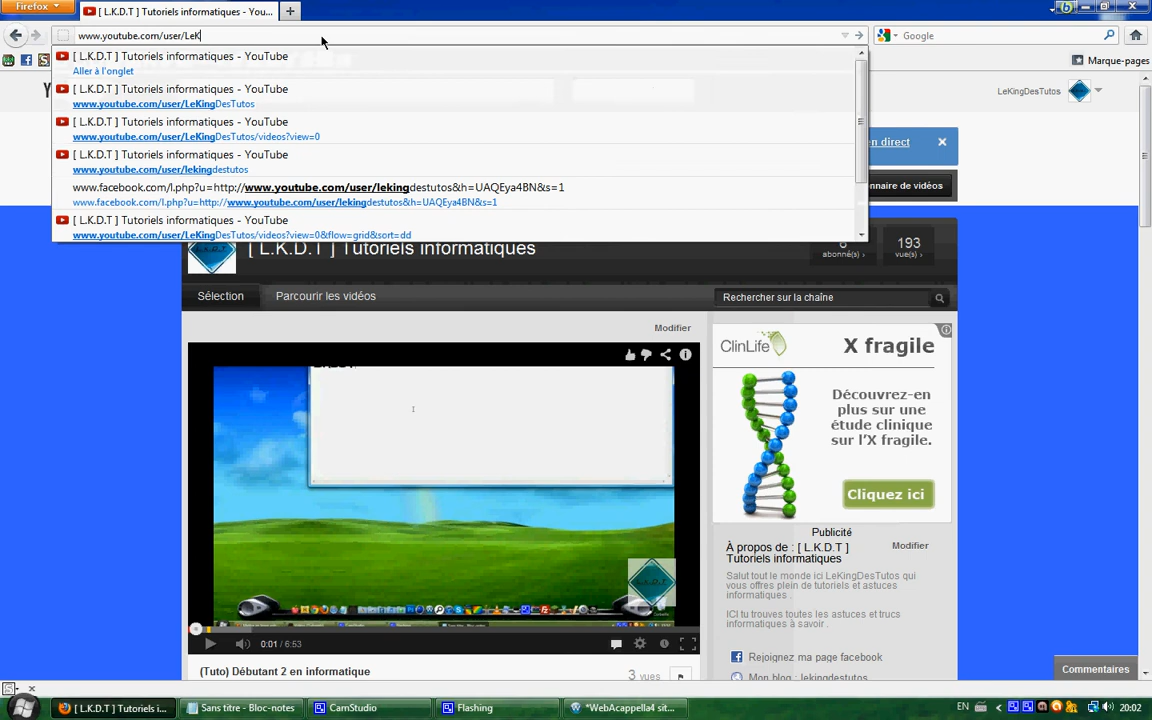 Firefox
[ L.K.D.T ] Tutoriels informatiques - You...
www.youtube.com/user/LeK
Google
[ L.K.D.T ] Tutoriels informatiques - YouTube
Aller à l'onglet
Marque-pages
[ L.K.D.T ] Tutoriels informatiques - YouTube
www.youtube.com/user/LeKingDesTutos
LeKingDesTutos
[ L.K.D.T ] Tutoriels informatiques - YouTube
www.youtube.com/user/LeKingDesTutos/videos?view=0
en direct
[ L.K.D.T ] Tutoriels informatiques - YouTube
www.youtube.com/user/lekingdestutos
www.facebook.com/l.php?u=http://www.youtube.com/user/lekingdestutos&h=UAQEya4BN&s=1
onnaire de vidéos
www.facebook.com/l.php?u=http://www.youtube.com/user/lekingdestutos&h=UAQEya4BN&s=1
[ L.K.D.T ] Tutoriels informatiques - YouTube
www.youtube.com/user/LeKingDesTutos/videos?view=0&flow=grid&sort=dd
[ L.K.D.T ] Tutoriels informatiques
193
abonné(s) ›
vue(s) ›
Sélection
Parcourir les vidéos
Rechercher sur la chaîne
Modifier
ClinLife
X fragile
Découvrez-en
plus sur une
étude clinique
sur l'X fragile.
Cliquez ici
Publicité
À propos de : [ L.K.D.T ]
Tutoriels informatiques
Modifier
Salut tout le monde ici LeKingDesTutos qui
vous offres plein de tutoriels et astuces
informatiques .
ICI tu trouves toutes les astuces et trucs
informatiques à savoir .
0:01 / 6:53
Rejoignez ma page facebook
(Tuto) Débutant 2 en informatique
3 vues
Mon blog : lekingdestutos
Commentaires
[ L.K.D.T ] Tutoriels i...
Sans titre - Bloc-notes
CamStudio
Flashing
*WebAcappella4 sit...
EN
20:02